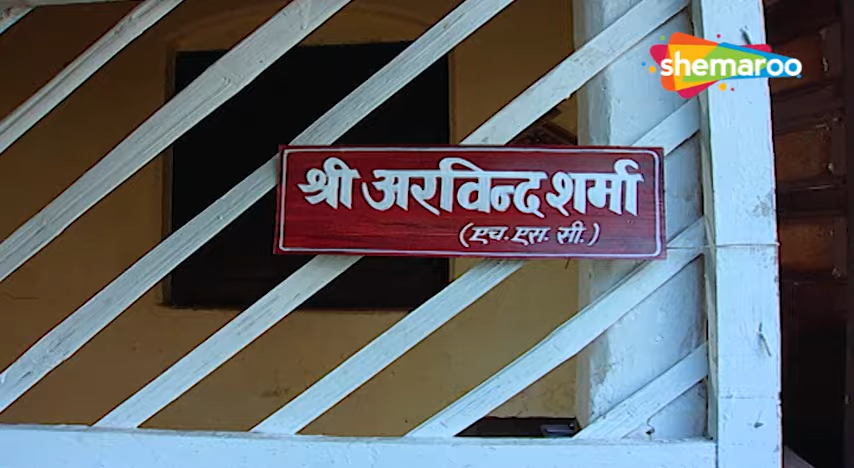 shemaroo
श्री अरविन्द शर्मा
(एच. एस. सी.)